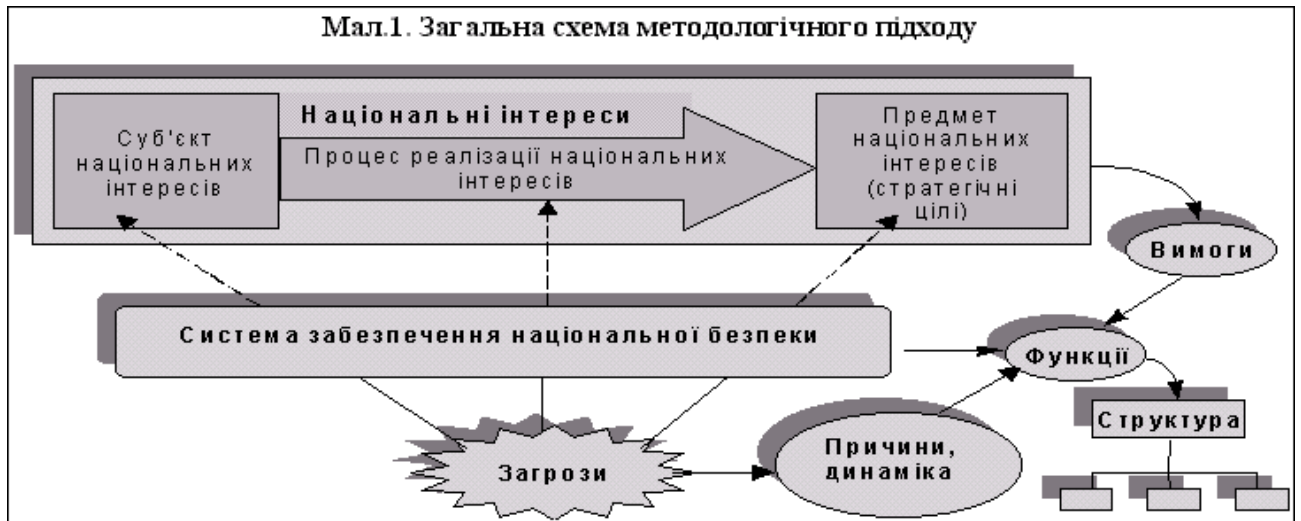 Мал.1. Загальна схема методологічного підходу
Національні інтереси
Суб'єкт
національних
інтересів
Процес реалізації національних
інтересів
Предмет
національних
інтересів
(стратегічні
цілі)
Вимоги
Система забезпечення національної безпеки
Функції
Структура
Причини,
динаміка
Загрози